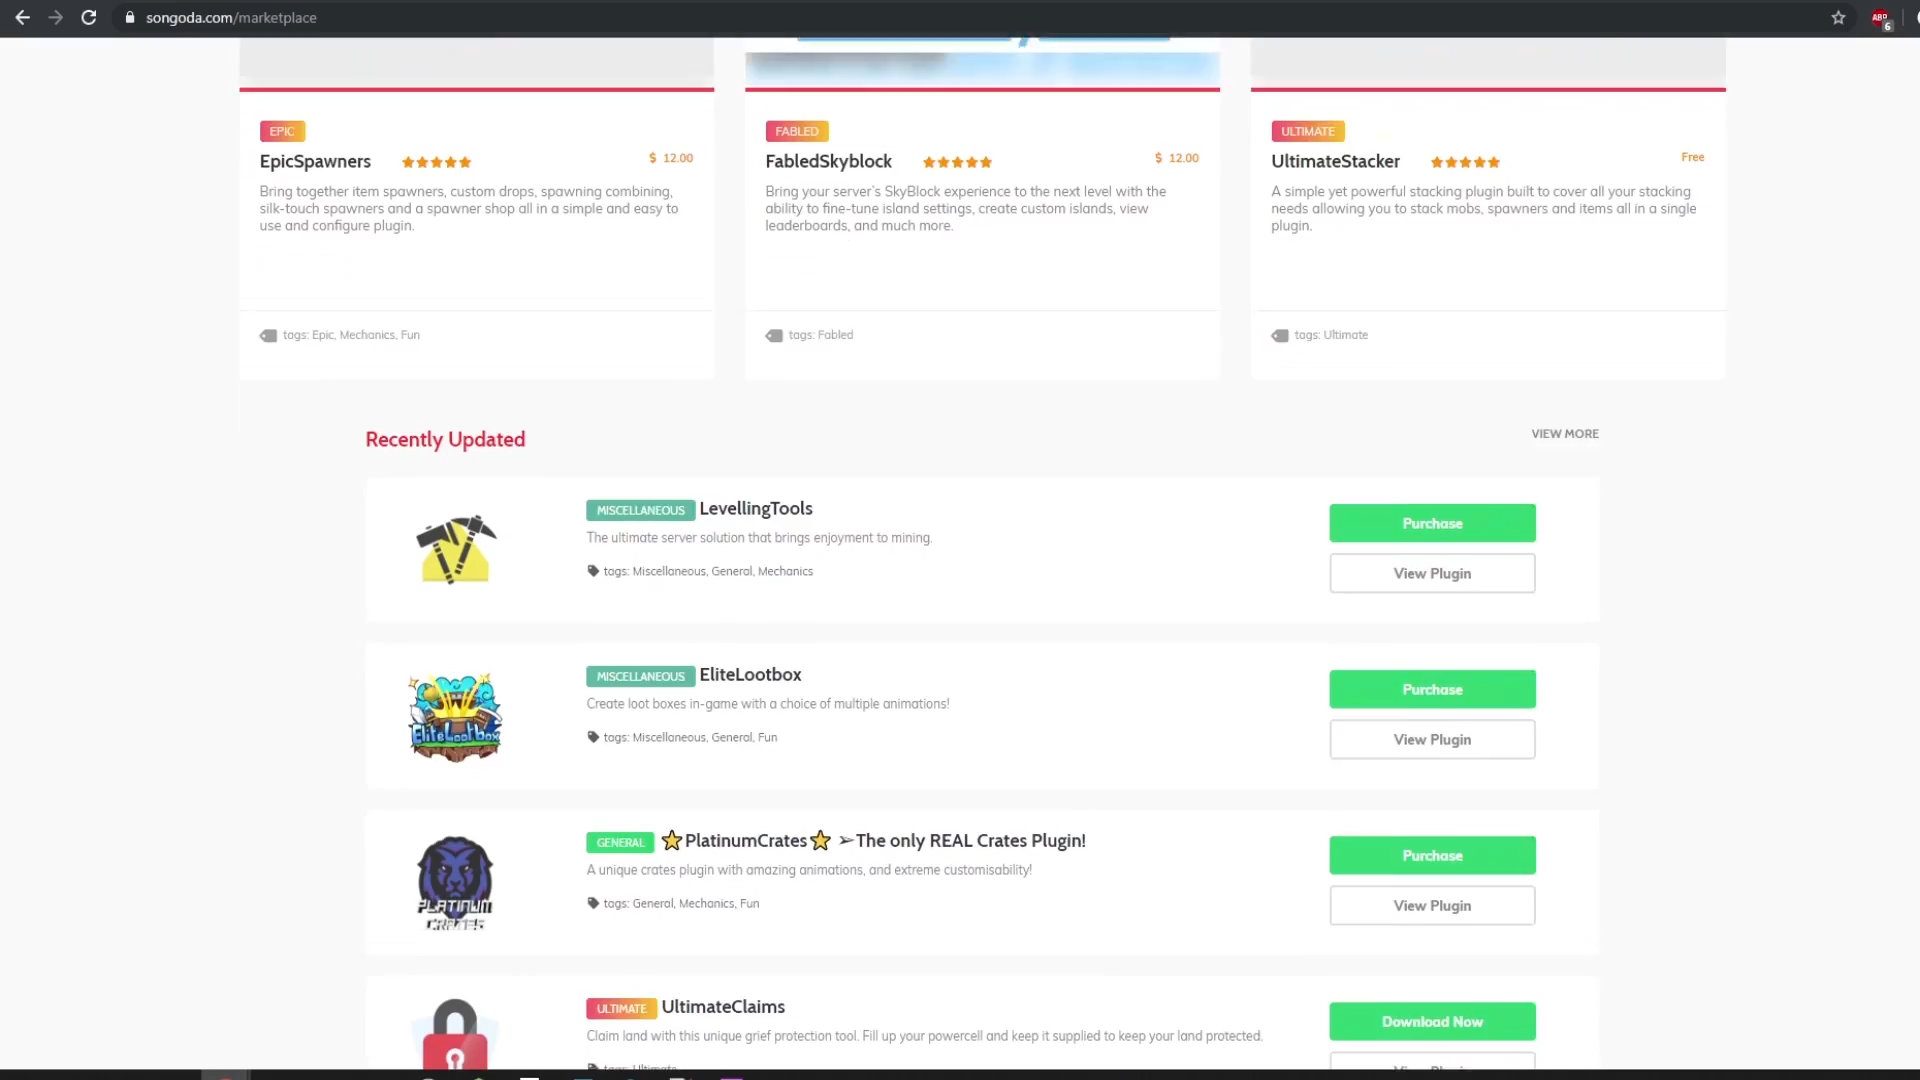 songoda.com/marketplace
ABP
6
EPIC
EpicSpawners
$ 12.00
Bring together item spawners, custom drops, spawning combining,
silk-touch spawners and a spawner shop all in a simple and easy to
use and configure plugin.
tags: Epic, Mechanics, Fun
FABLED
FabledSkyblock
$ 12.00
Bring your server's SkyBlock experience to the next level with the
ability to fine-tune island settings, create custom islands, view
leaderboards, and much more.
tags: Fabled
ULTIMATE
UltimateStacker
Free
A simple yet powerful stacking plugin built to cover all your stacking
needs allowing you to stack mobs, spawners and items all in a single
plugin.
tags: Ultimate
Recently Updated
VIEW MORE
MISCELLANEOUS LevellingTools
The ultimate server solution that brings enjoyment to mining.
tags: Miscellaneous, General, Mechanics
Purchase
View Plugin
EliteLootbox
MISCELLANEOUS EliteLootbox
Create loot boxes in-game with a choice of multiple animations!
tags: Miscellaneous, General, Fun
Purchase
View Plugin
PLATINUM
CRATES
GENERAL ⭐PlatinumCrates⭐ ➢The only REAL Crates Plugin!
A unique crates plugin with amazing animations, and extreme customisability!
tags: General, Mechanics, Fun
Purchase
View Plugin
ULTIMATE UltimateClaims
Claim land with this unique grief protection tool. Fill up your powercell and keep it supplied to keep your land protected.
tags: Ultimate
Download Now
View Plugin